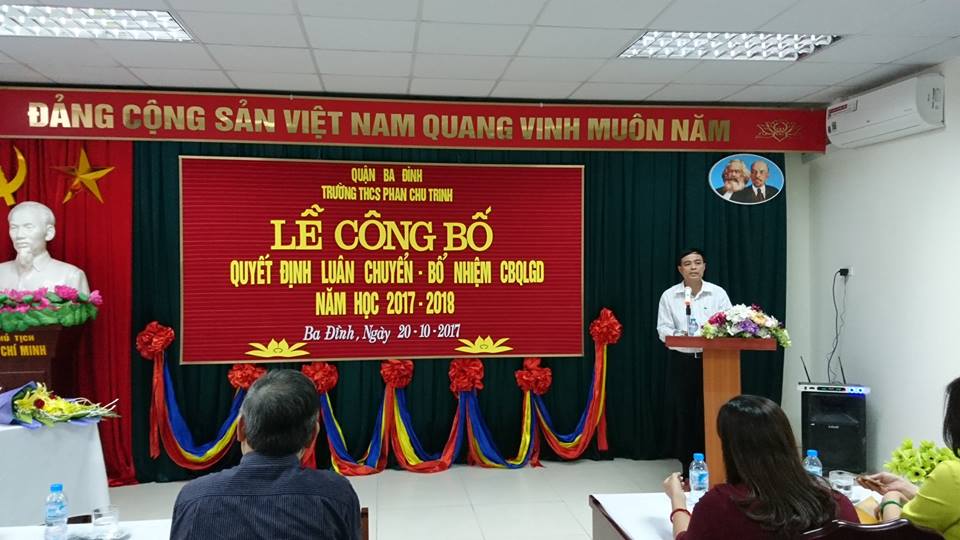 ĐẢNG CỘNG SẢN VIỆT NAM QUANG VINH MUÔN NĂM
QUẬN BA ĐÌNH
TRƯỜNG THCS PHAN CHU TRINH
LỄ CÔNG BỐ
QUYẾT ĐỊNH LUÂN CHUYỂN - BỔ NHIỆM CBQLGD
NĂM HỌC 2017 - 2018
Ba Đình, Ngày 20 - 10 - 2017
HỦ TỊCH
CHÍ MINH